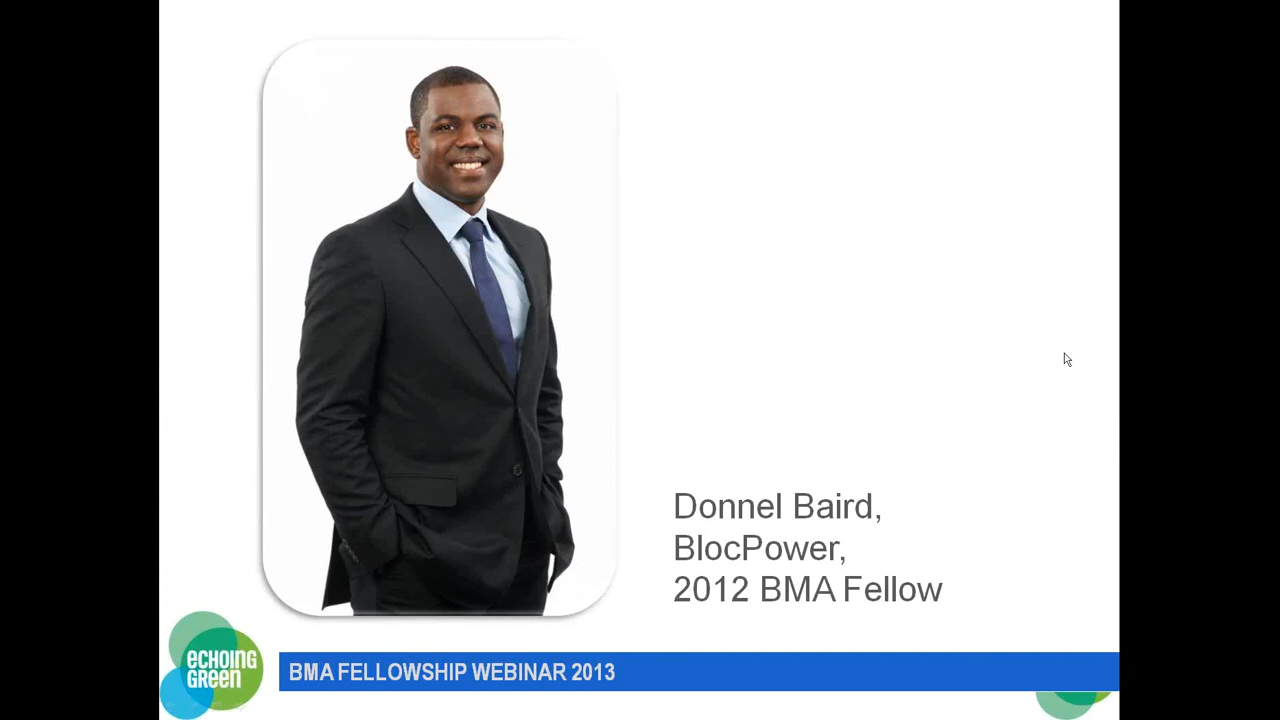 Donnel Baird,
BlocPower,
2012 BMA Fellow
ECHOING
GREEN
BMA FELLOWSHIP WEBINAR 2013